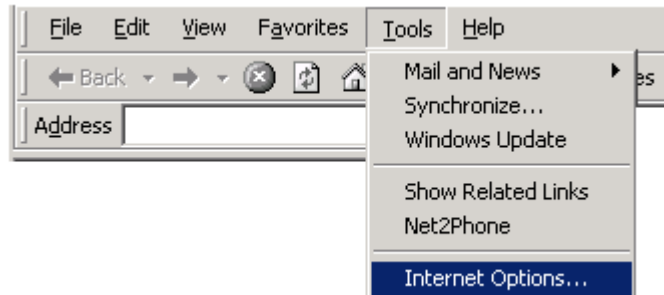 File Edit View Favorites Tools Help
Back
Address
Mail and News
Synchronize...
Windows Update
Show Related Links
Net2Phone
Internet Options...